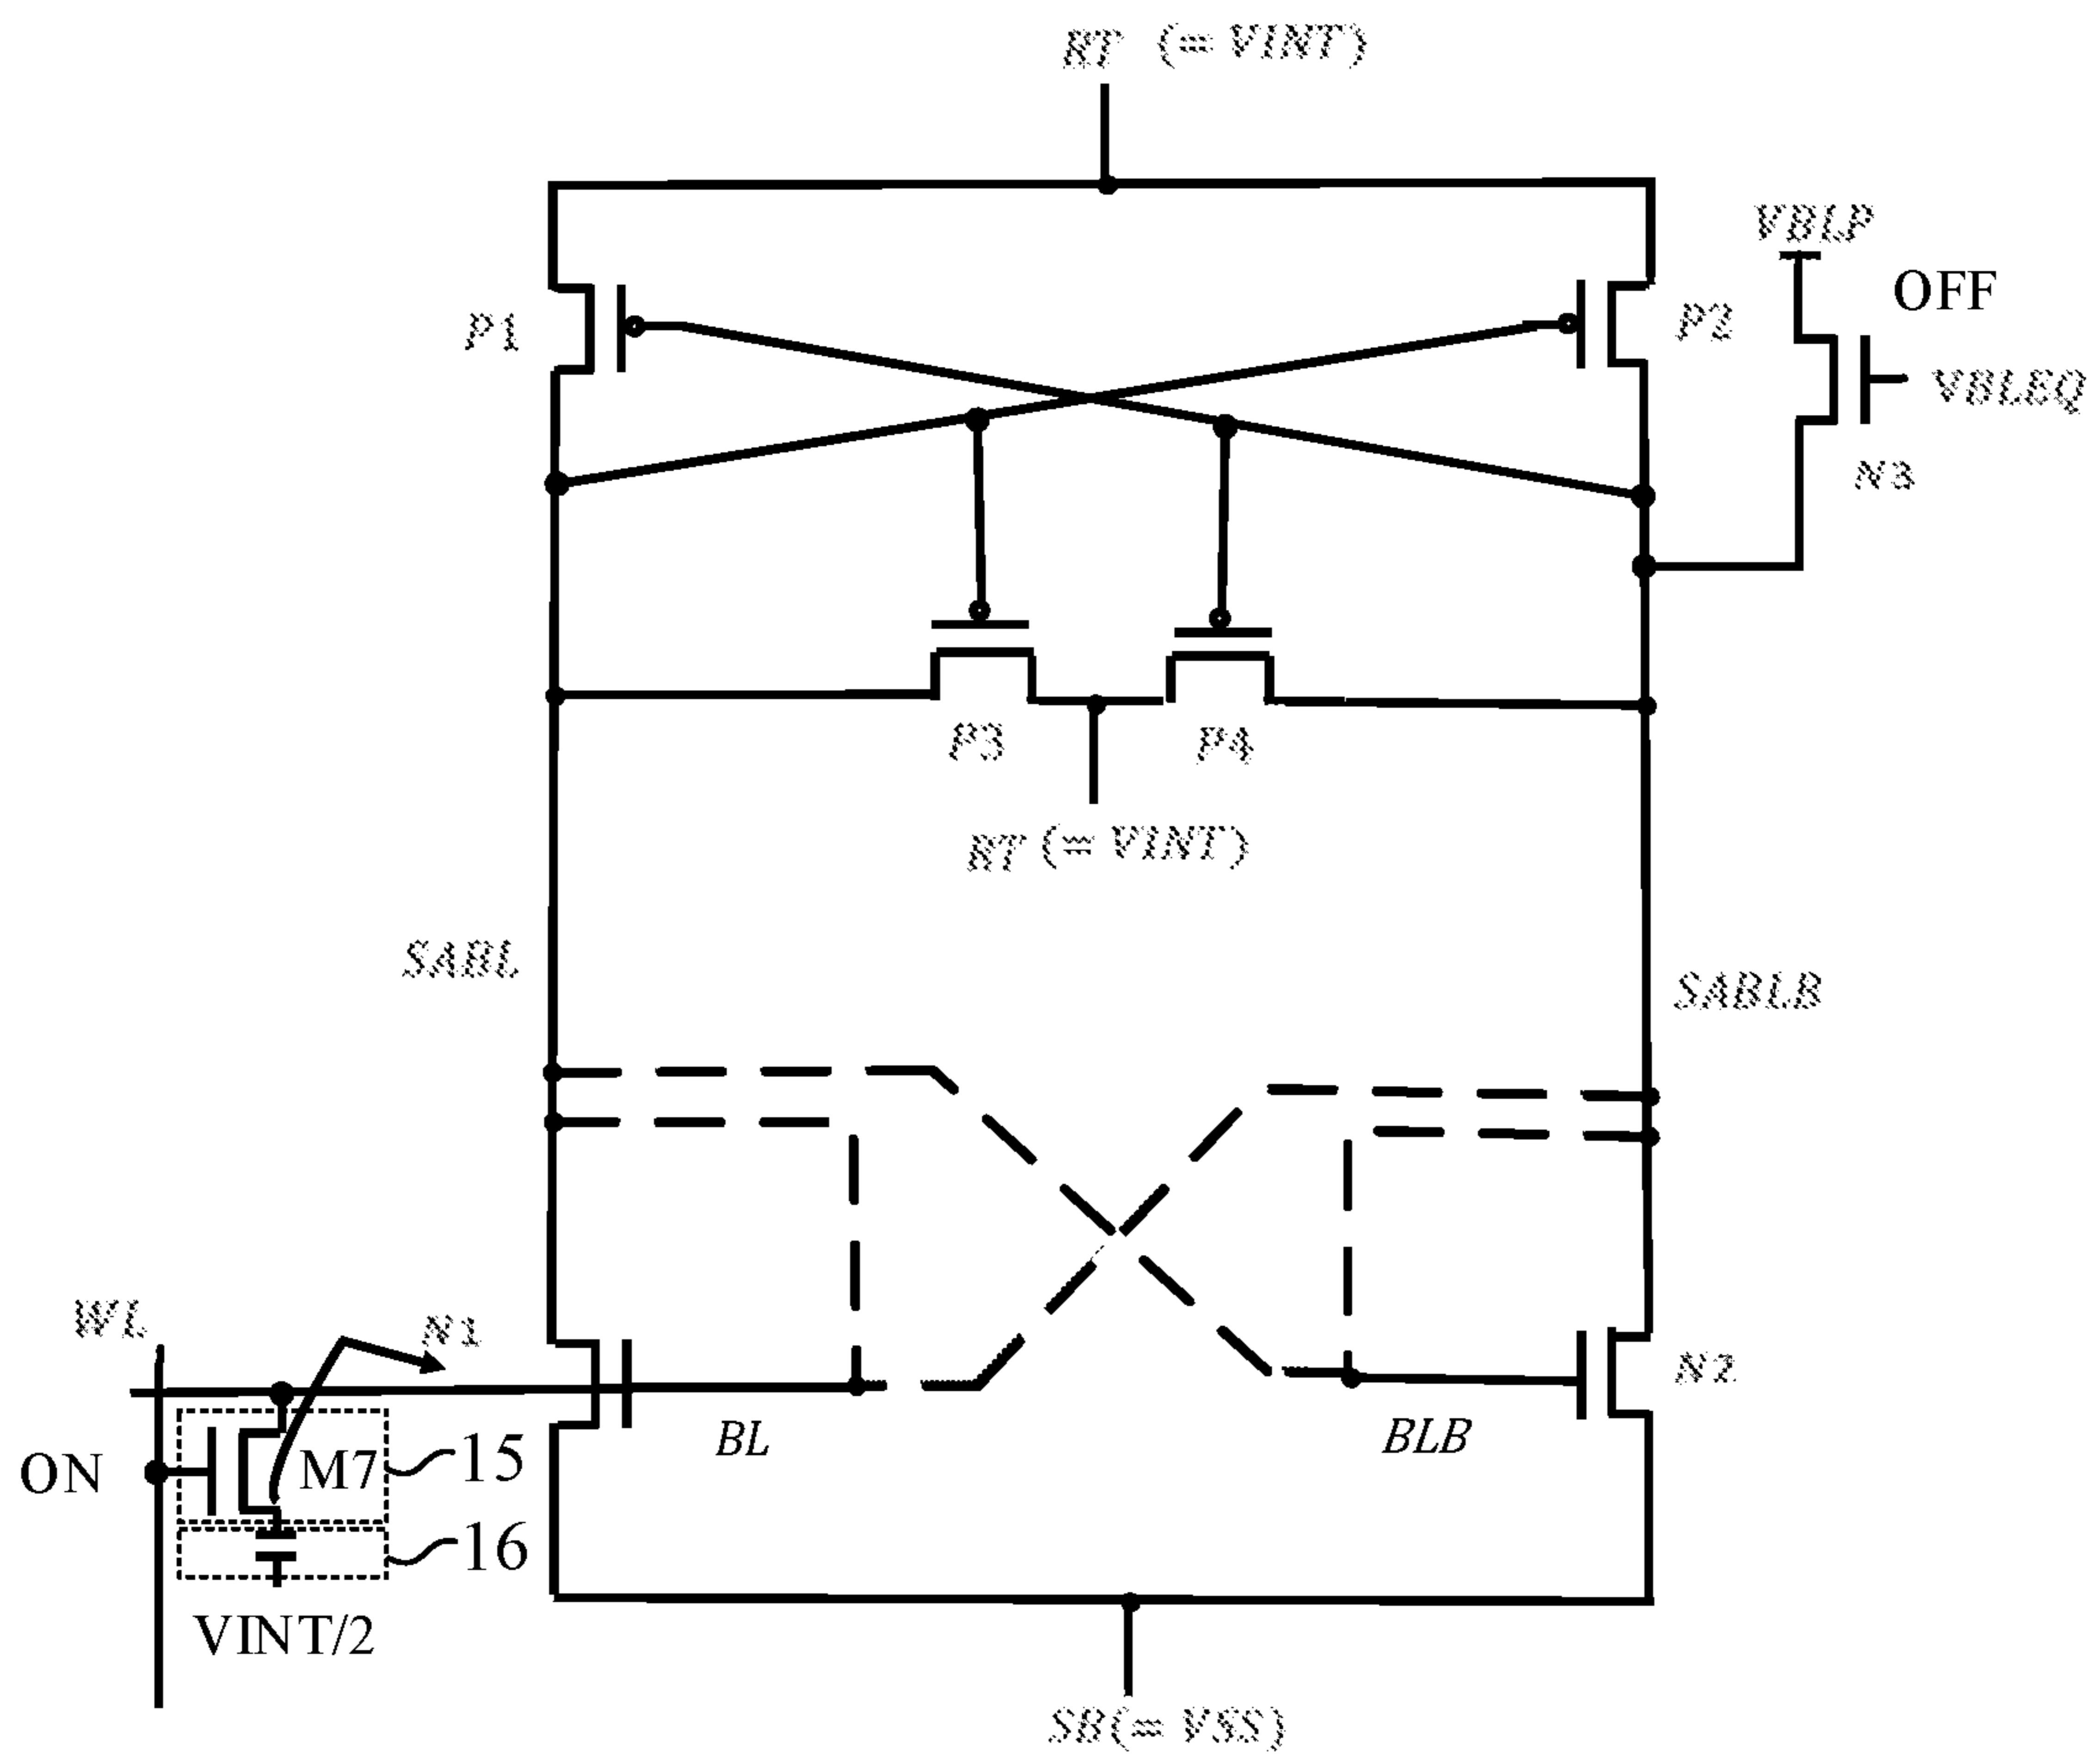 RT (= VINT)
VBLP
OFF
P1
P2
VBLEQ
N3
P3
P4
RT (= VINT)
SABL
SABLB
WL
N1
N2
BL
BLB
ON
M7
15
16
VINT/2
SB(= VSS)